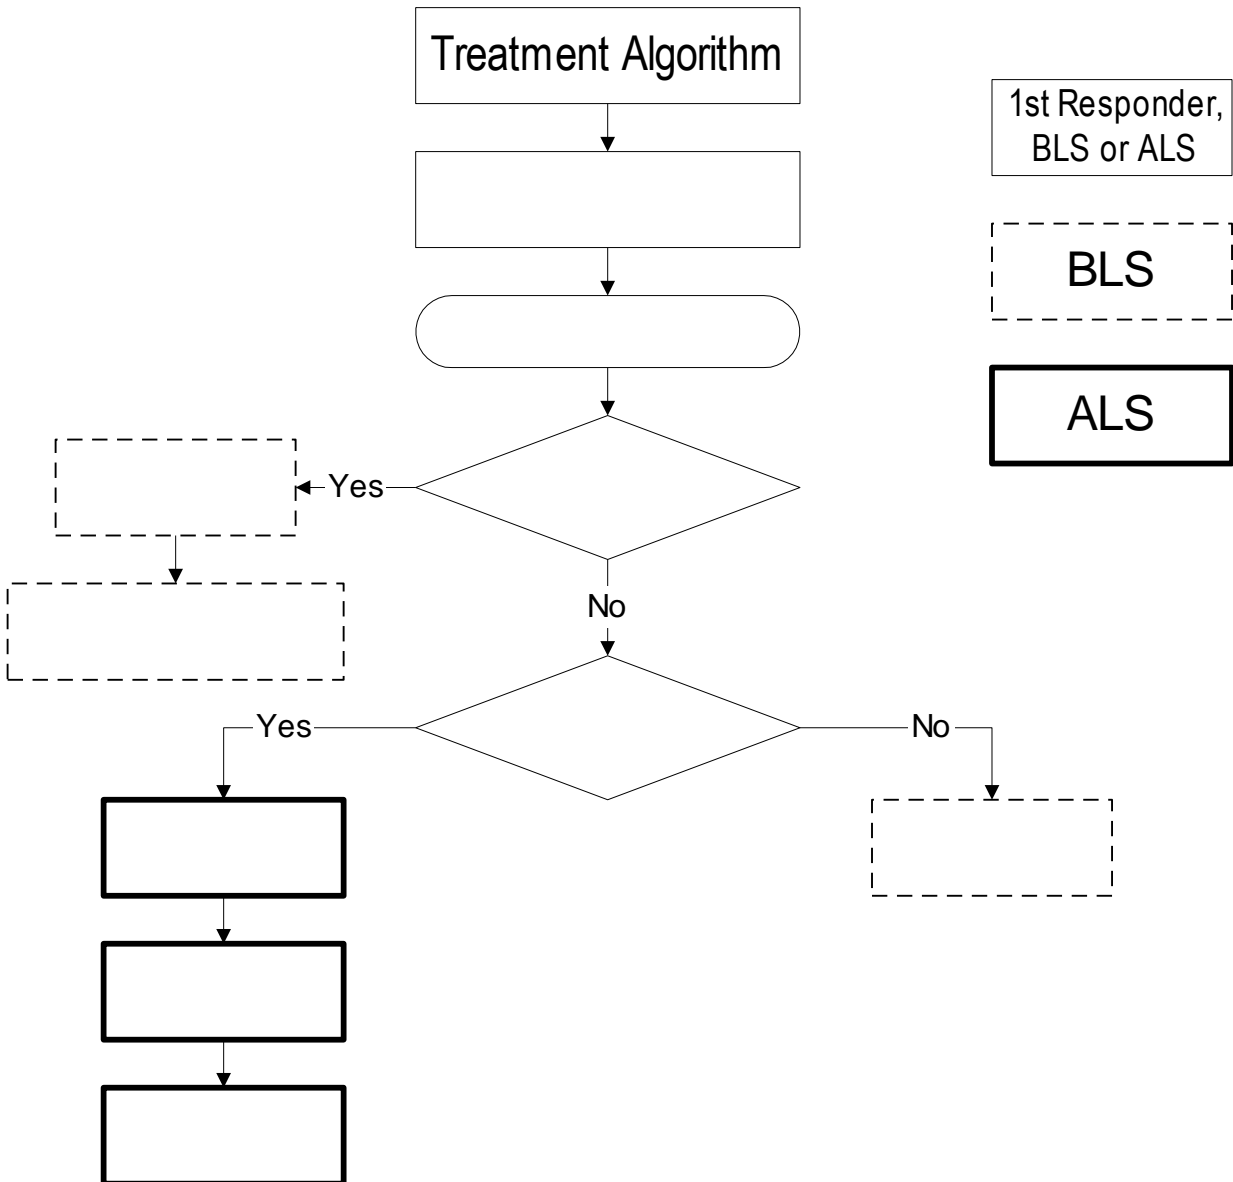 Treatment Algorithm
1st Responder,
BLS or ALS
BLS
ALS
Yes
No
Yes
No